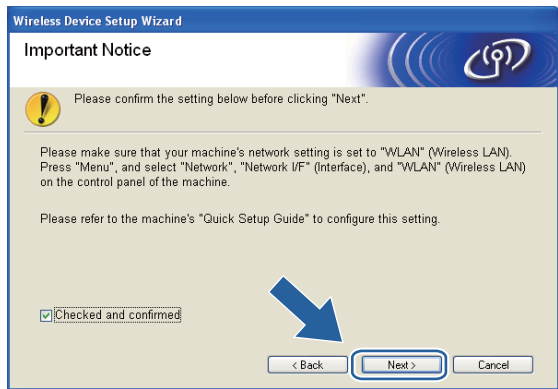 Wireless Device Setup Wizard
Important Notice
Please confirm the setting below before clicking "Next".
Please make sure that your machine's network setting is set to "WLAN" (Wireless LAN).
Press "Menu", and select "Network", "Network I/F" (Interface), and "WLAN" (Wireless LAN)
on the control panel of the machine.
Please refer to the machine's "Quick Setup Guide" to configure this setting.
Checked and confirmed
< Back
Next >
Cancel